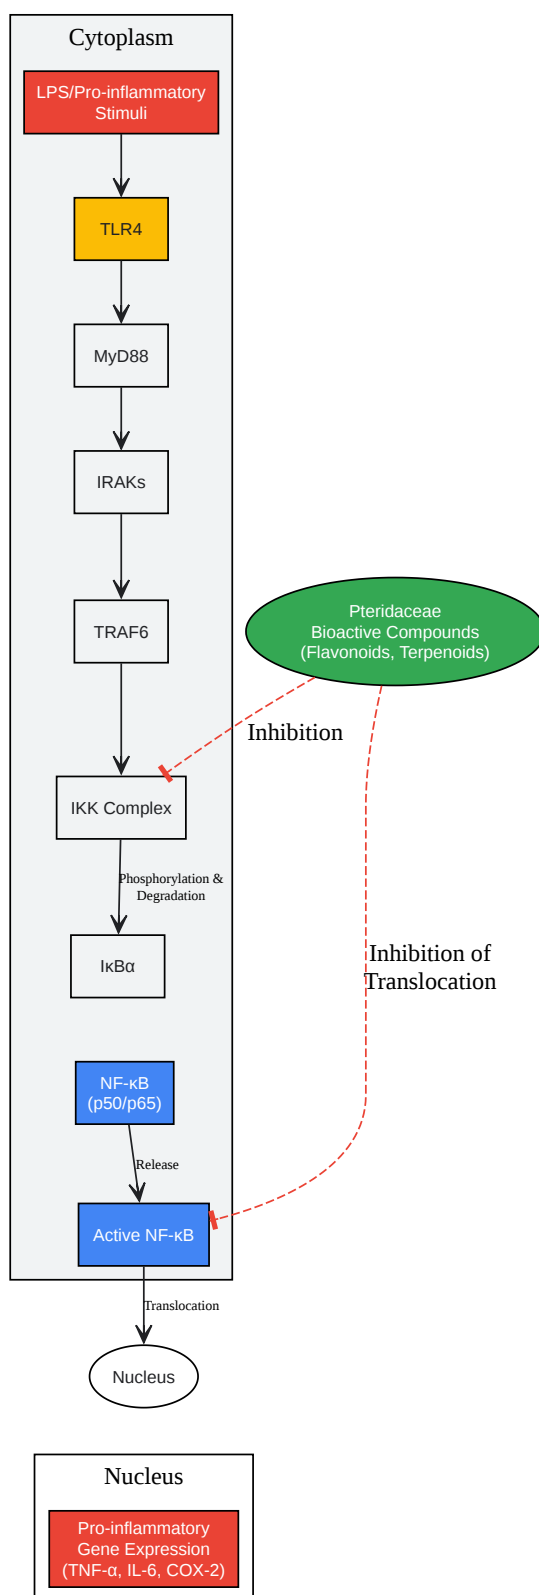 Cytoplasm
LPS/Pro-inflammatory
Stimuli
TLR4
MyD88
IRAKs
TRAF6
Pteridaceae
Bioactive Compounds
(Flavonoids, Terpenoids)
Inhibition
IKK Complex
Phosphorylation &
Degradation
IκBα
Inhibition of
Translocation
NF-κB
(p50/p65)
Release
Active NF-κB
Translocation
Nucleus
Nucleus
Pro-inflammatory
Gene Expression
(TNF-α, IL-6, COX-2)